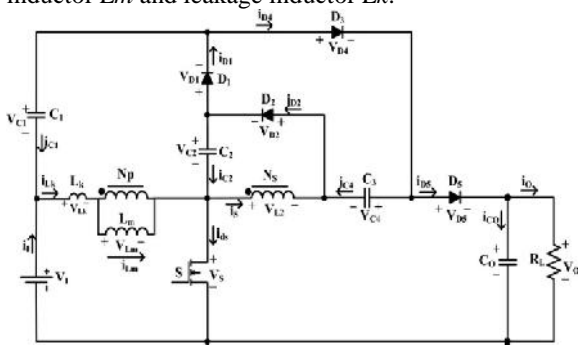 inductor Lm and leakage inductor Lk.
iD4 D3
+ −
VD4
iD1
VD1 D1
− +
D2 iD2
− +
VD2
VC1 + − C1
iC1
VC2 + − C2
iC2
iLk Lk Np
+ VLk −
Lm
+ VLm −
iLm
iS NS
+ VL2 −
iC4 C3
− VC4 +
iD5 D5
+ VD5 −
iO
iCO
ids
iI
VI + −
S + VS −
CO + −
RL + VO −